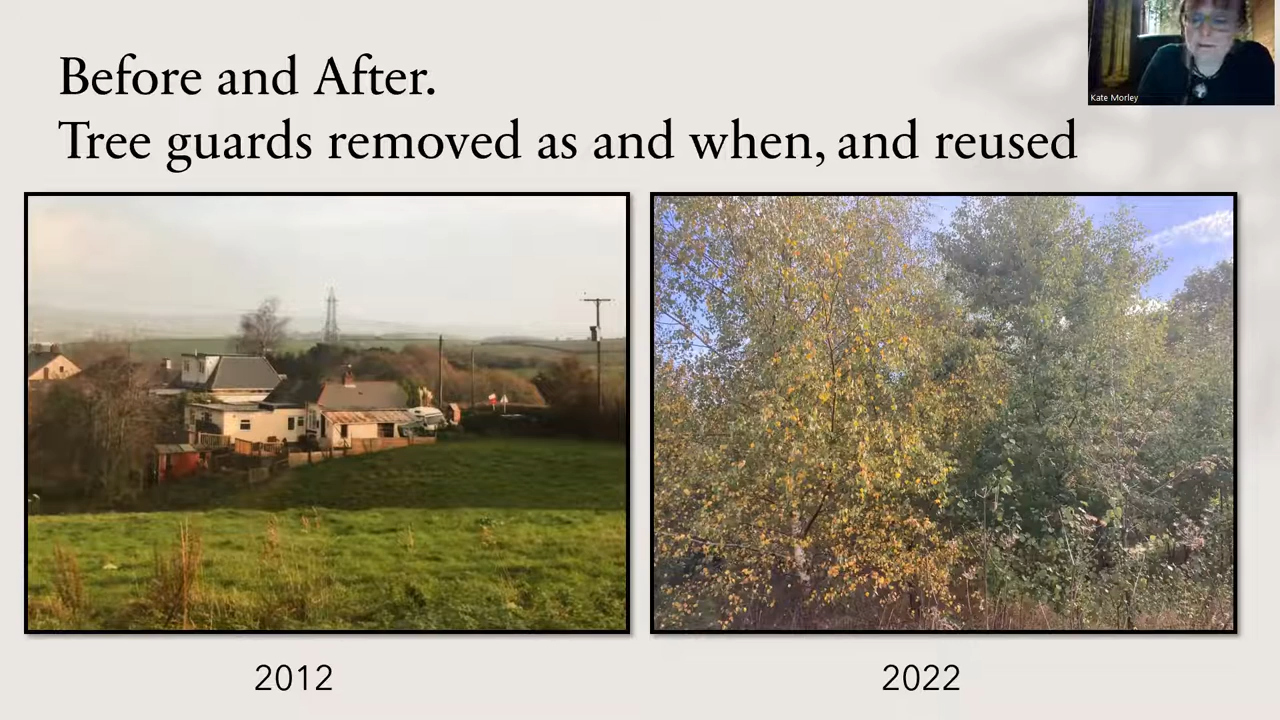 Before and After.
Tree guards removed as and when, and reused
Kate Morley
2012
2022